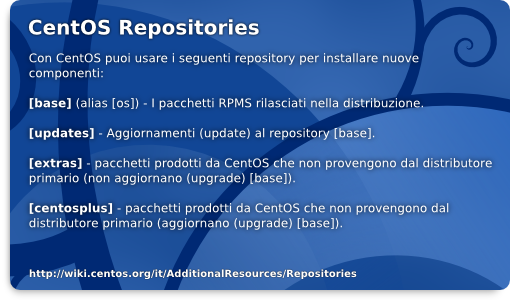 CentOS Repositories
Con CentOS puoi usare i seguenti repository per installare nuove
componenti:
[base] (alias [os]) - I pacchetti RPMS rilasciati nella distribuzione.
[updates] - Aggiornamenti (update) al repository [base].
[extras] - pacchetti prodotti da CentOS che non provengono dal distributore
primario (non aggiornano (upgrade) [base]).
[centosplus] - pacchetti prodotti da CentOS che non provengono dal
distributore primario (aggiornano (upgrade) [base]).
http://wiki.centos.org/it/AdditionalResources/Repositories